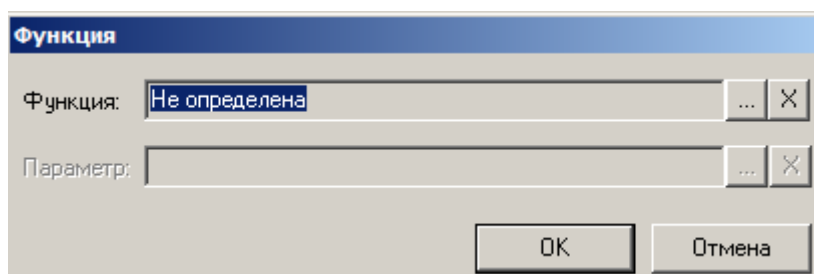 Функция
Функция: Не определена ... X
Параметр: ... X
OK Отмена